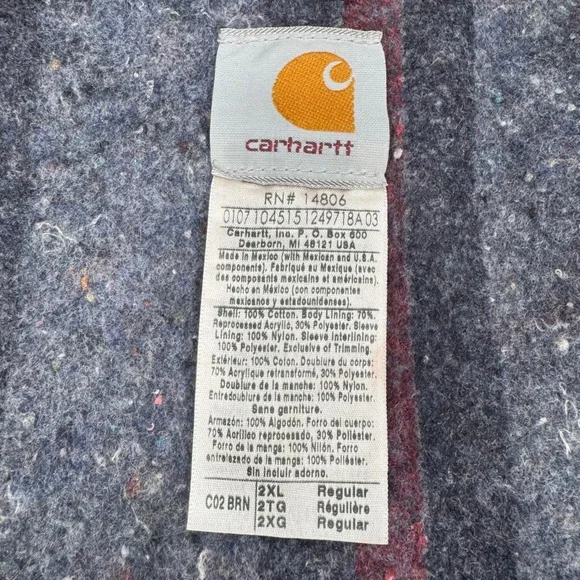 carhartt
RN# 14806
01071045151249718A03
Carhartt, Inc. P. O. Box 600
Dearborn, MI 48121 USA
Made in Mexico (with Mexican and U.S.A.
components). Fabriqué au Mexique (avec
des composants mexicains et américains).
Hecho en México (con componentes
mexicanos y estadounidenses).
Shell: 100% Cotton. Body Lining: 70%
Reprocessed Acrylic, 30% Polyester. Sleeve
Lining: 100% Nylon. Sleeve Interlining:
100% Polyester. Exclusive of Trimming.
Extérieur: 100% Coton. Doublure du corps:
70% Acrylique retransformé, 30% Polyester.
Doublure de la manche: 100% Nylon.
Entredoublure de la manche: 100% Polyester.
Sans garniture.
Armazón: 100% Algodón. Forro del cuerpo:
70% Acrílico reprocesado, 30% Poliéster.
Forro de la manga: 100% Nilón. Forro
entrelazado de la manga: 100% Poliéster.
Sin incluir adornos.
C02 BRN
2XL Regular
2TG Régulière
2XG Regular